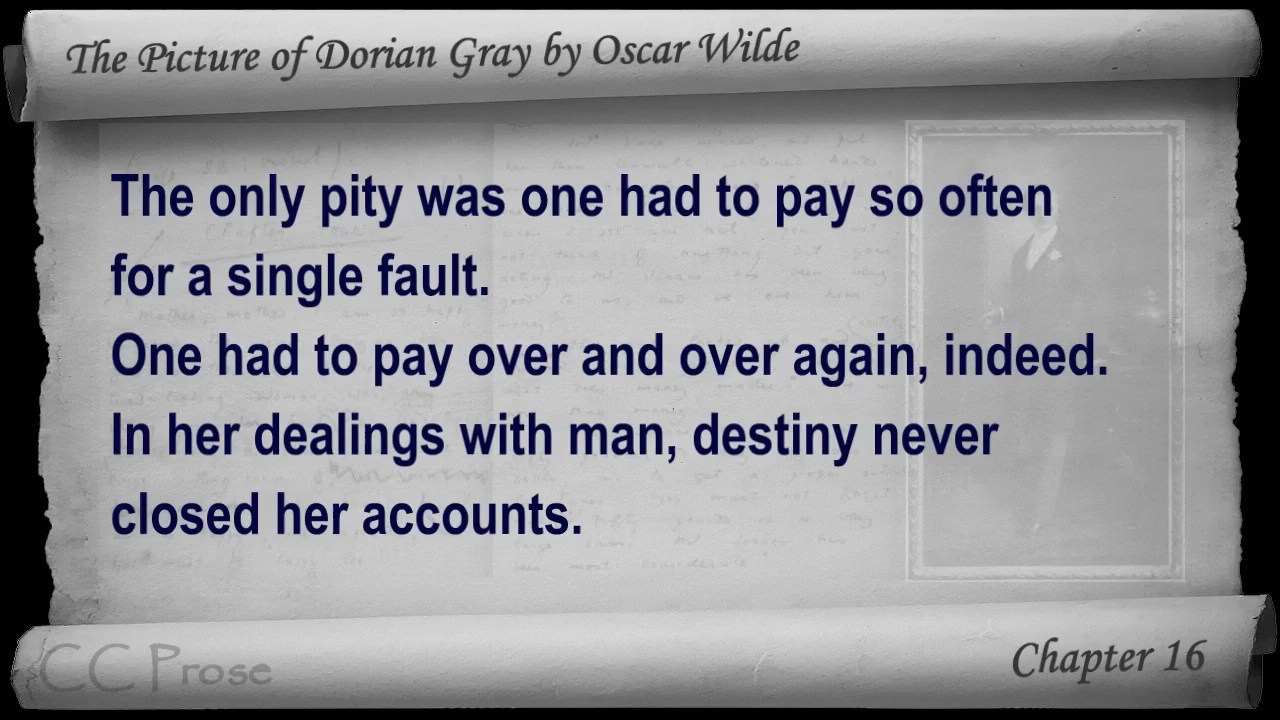 The Picture of Dorian Gray by Oscar Wilde
The only pity was one had to pay so often
for a single fault.
One had to pay over and over again, indeed.
In her dealings with man, destiny never
closed her accounts.
CC Prose
Chapter 16